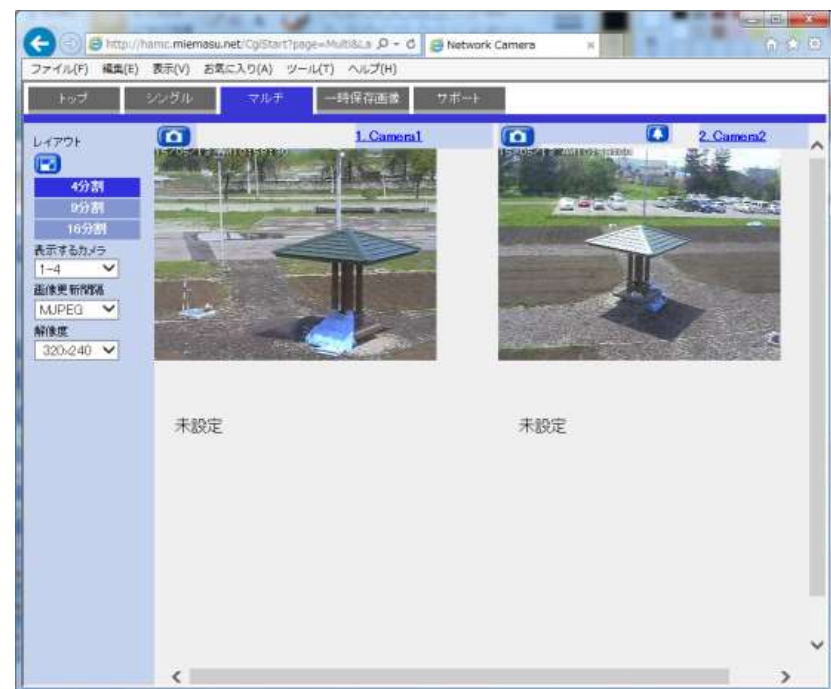 http://hamc.miemasu.net/CgiStart?page=Multi&La
Network Camera
ファイル(F) 編集(E) 表示(V) お気に入り(A) ツール(T) ヘルプ(H)
トップ シングル マルチ 一時保存画像 サポート
レイアウト
1. Camera1
2. Camera2
4分割
9分割
16分割
表示するカメラ
1-4
画像更新間隔
MJPEG
解像度
320x240
未設定
未設定